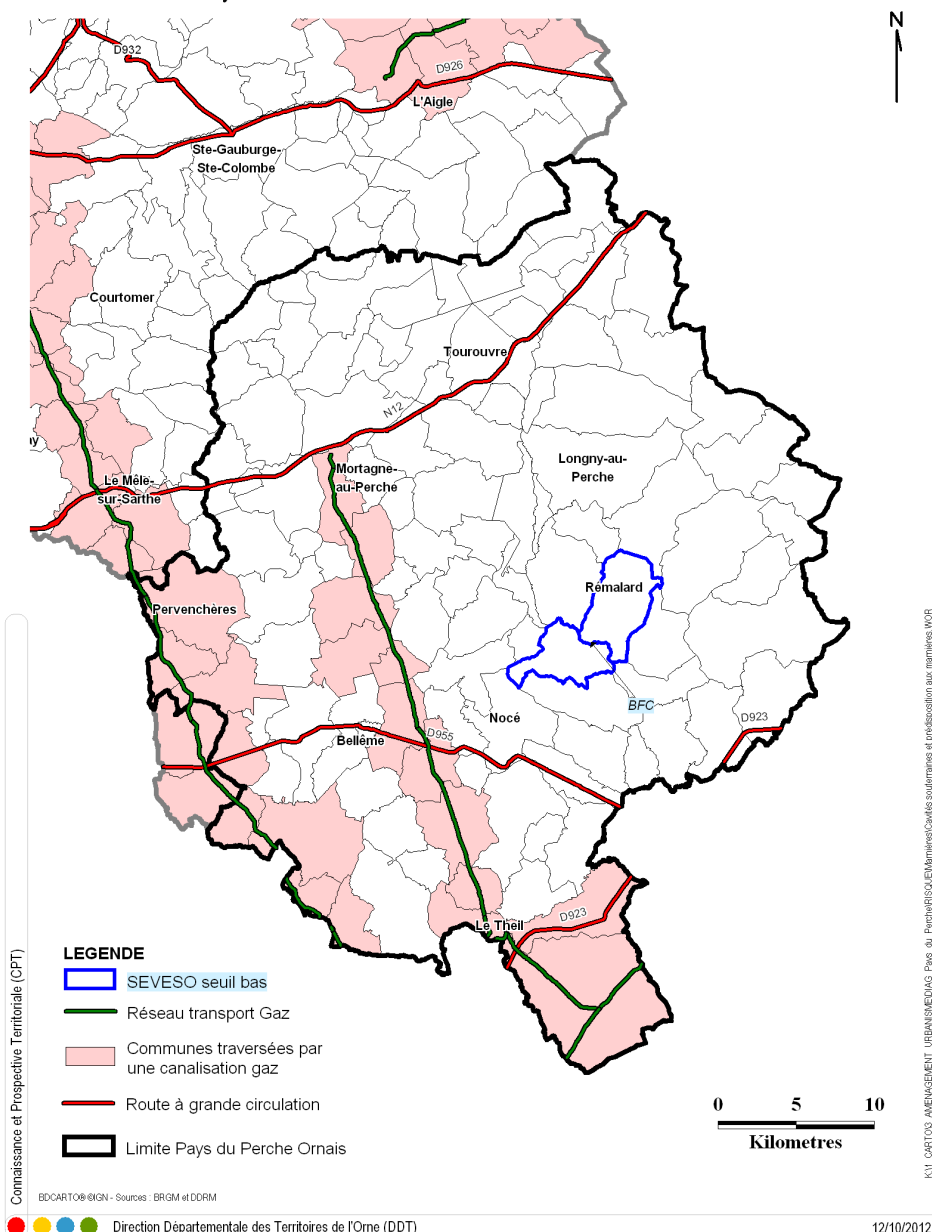 N
D932
D926
L'Aigle
Ste-Gauburge-
Ste-Colombe
Courtomer
Tourouvre
N12
Longny-au-
Perche
Mortagne-
au-Perche
Le Mêle-
sur-Sarthe
Rémalard
Pervenchères
BFC
Nocé
D923
D955
Bellême
D923
Le Theil
LEGENDE
SEVESO seuil bas
Réseau transport Gaz
Communes traversées par
une canalisation gaz
Route à grande circulation
Limite Pays du Perche Ornais
0 5 10
Kilometres
BDCARTO® ©IGN - Sources : BRGM et DDRM
Connaissance et Prospective Territoriale (CPT)
Direction Départementale des Territoires de l'Orne (DDT)
12/10/2012